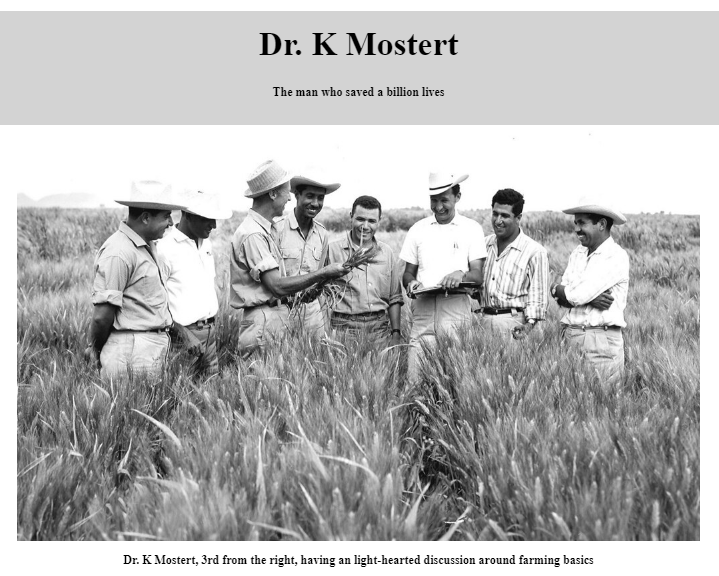 Dr. K Mostert
The man who saved a billion lives
Dr. K Mostert, 3rd from the right, having an light-hearted discussion around farming basics